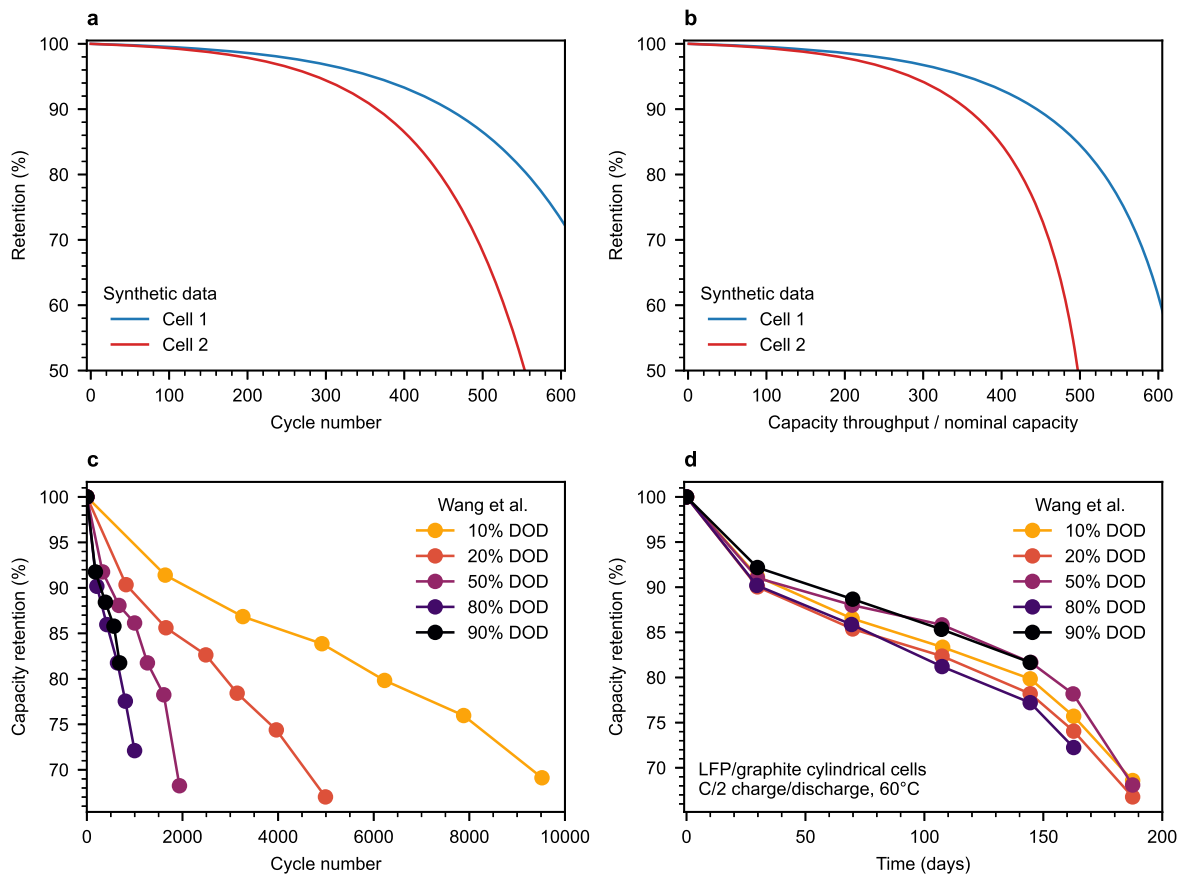 a
100
90
80
70
60
50
Retention (%)
Synthetic data
Cell 1
Cell 2
0
100
200
300
400
500
600
Cycle number
b
100
90
80
70
60
50
Retention (%)
Synthetic data
Cell 1
Cell 2
0
100
200
300
400
500
600
Capacity throughput / nominal capacity
c
100
95
90
85
80
75
70
Capacity retention (%)
Wang et al.
10% DOD
20% DOD
50% DOD
80% DOD
90% DOD
0
2000
4000
6000
8000
10000
Cycle number
d
100
95
90
85
80
75
70
Capacity retention (%)
Wang et al.
10% DOD
20% DOD
50% DOD
80% DOD
90% DOD
LFP/graphite cylindrical cells
C/2 charge/discharge, 60°C
0
50
100
150
200
Time (days)